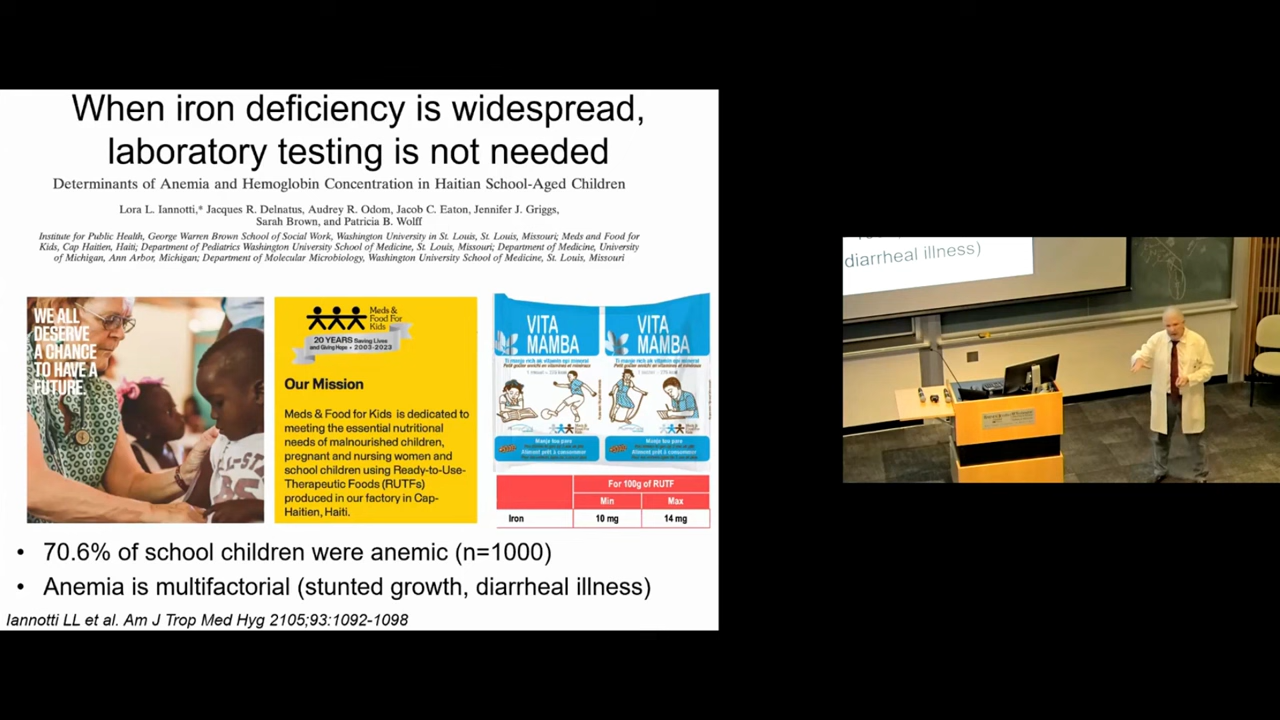 When iron deficiency is widespread,
laboratory testing is not needed
Determinants of Anemia and Hemoglobin Concentration in Haitian School-Aged Children
Lora L. Iannotti,* Jacques R. Delnatus, Audrey R. Odom, Jacob C. Eaton, Jennifer J. Griggs,
Sarah Brown, and Patricia B. Wolff
Institute for Public Health, George Warren Brown School of Social Work, Washington University in St. Louis, St. Louis, Missouri; Meds and Food for
Kids, Cap Haitien, Haiti; Department of Pediatrics Washington University School of Medicine, St. Louis, Missouri; Department of Medicine, University
of Michigan, Ann Arbor, Michigan; Department of Molecular Microbiology, Washington University School of Medicine, St. Louis, Missouri
WE ALL
DESERVE
A CHANCE
TO HAVE A
FUTURE.
Meds &
Food For
Kids
20 YEARS Saving Lives
and Giving Hope • 2003-2023
Our Mission
Meds & Food for Kids is dedicated to
meeting the essential nutritional
needs of malnourished children,
pregnant and nursing women and
school children using Ready-to-Use-
Therapeutic Foods (RUTFs)
produced in our factory in Cap-
Haitien, Haiti.
VITA
MAMBA
VITA
MAMBA
For 100g of RUTF
Min
Max
Iron
10 mg
14 mg
• 70.6% of school children were anemic (n=1000)
• Anemia is multifactorial (stunted growth, diarrheal illness)
Iannotti LL et al. Am J Trop Med Hyg 2105;93:1092-1098
diarrheal illness)